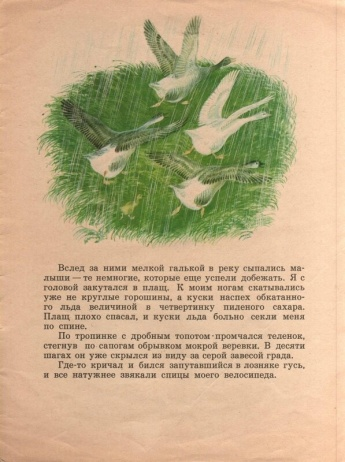 Вслед за ними мелкой галькой в реку сыпались ма-
лыши — те немногие, которые еще успели добежать. Я с
головой закутался в плащ. К моим ногам скатывались
уже не круглые горошины, а куски наспех обкатанно-
го льда величиной в четвертинку пиленого сахара.
Плащ плохо спасал, и куски льда больно секли меня
по спине.
По тропинке с дробным топотом промчался теленок,
стегнув по сапогам обрывком мокрой веревки. В десяти
шагах он уже скрылся из виду за серой завесой града.
Где-то кричал и бился запутавшийся в лозняке гусь,
и все натужнее звякали спицы моего велосипеда.